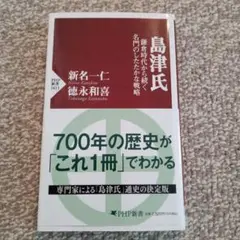 島津氏
鎌倉時代から続く
名門のしたたかな戦略
新名一仁
徳永和喜
700年の歴史が
「これ1冊」でわかる
専門家による「島津氏」通史の決定版
PHP新書